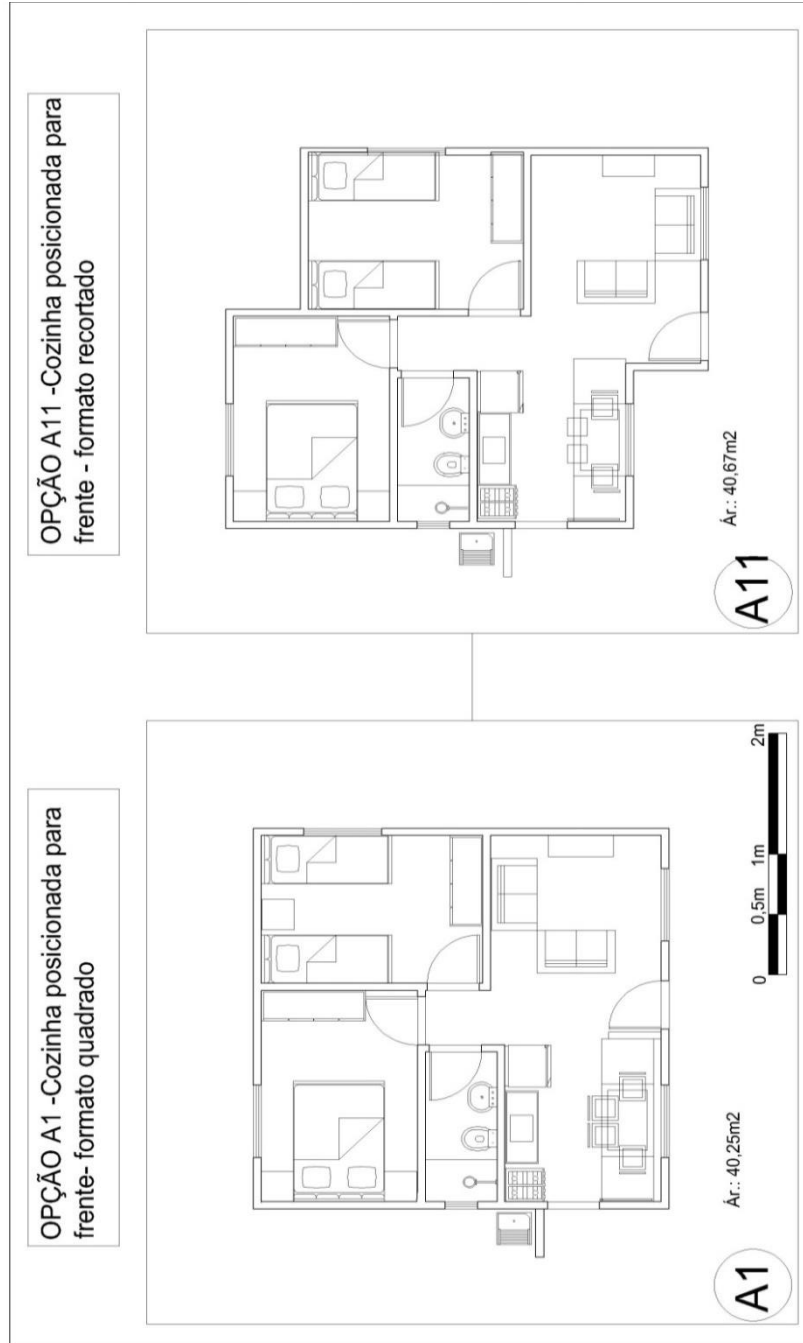 OPÇÃO A1 -Cozinha posicionada para
frente- formato quadrado
Ár.: 40,25m2
A1
0
0,5m
1m
2m
OPÇÃO A11 -Cozinha posicionada para
frente - formato recortado
Ár.: 40,67m2
A11